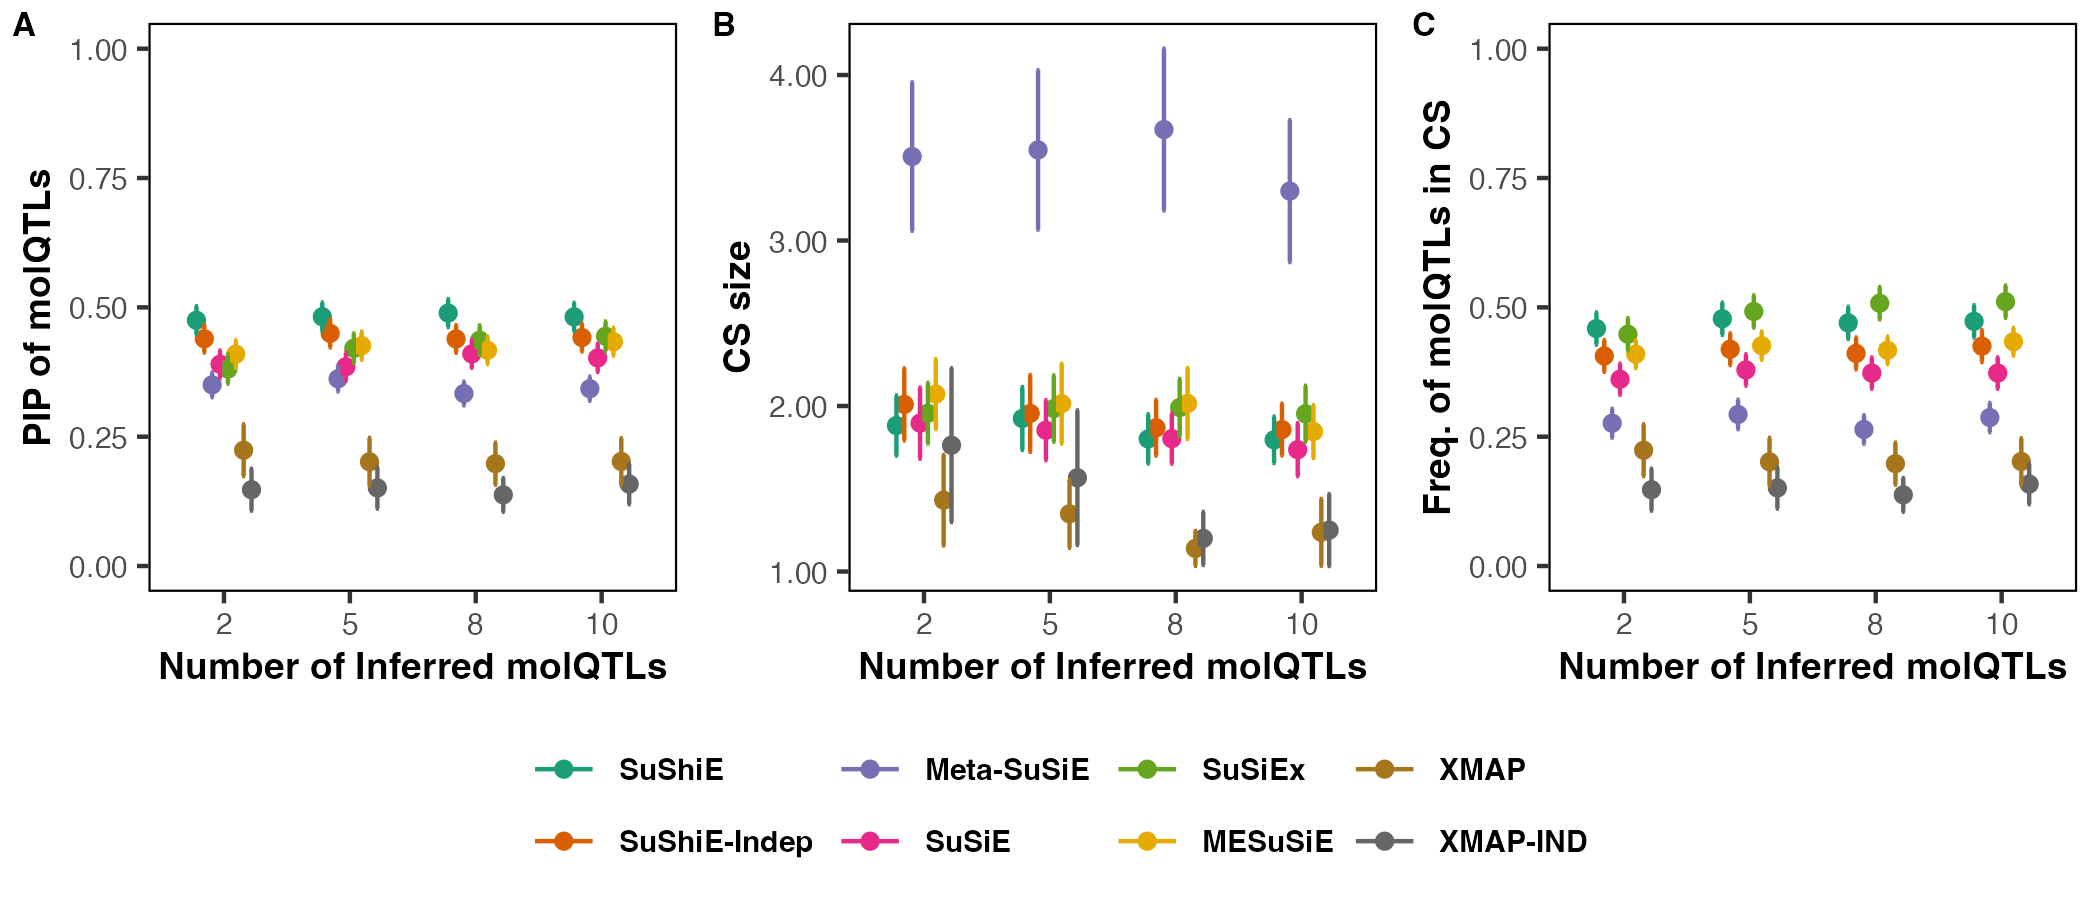 A
PIP of molQTLs
1.00
0.75
0.50
0.25
0.00
2 5 8 10
Number of Inferred molQTLs
B
CS size
4.00
3.00
2.00
1.00
2 5 8 10
Number of Inferred molQTLs
C
Freq. of molQTLs in CS
1.00
0.75
0.50
0.25
0.00
2 5 8 10
Number of Inferred molQTLs
SuShiE Meta-SuSiE SuSiEx XMAP
SuShiE-Indep SuSiE MESuSiE XMAP-IND